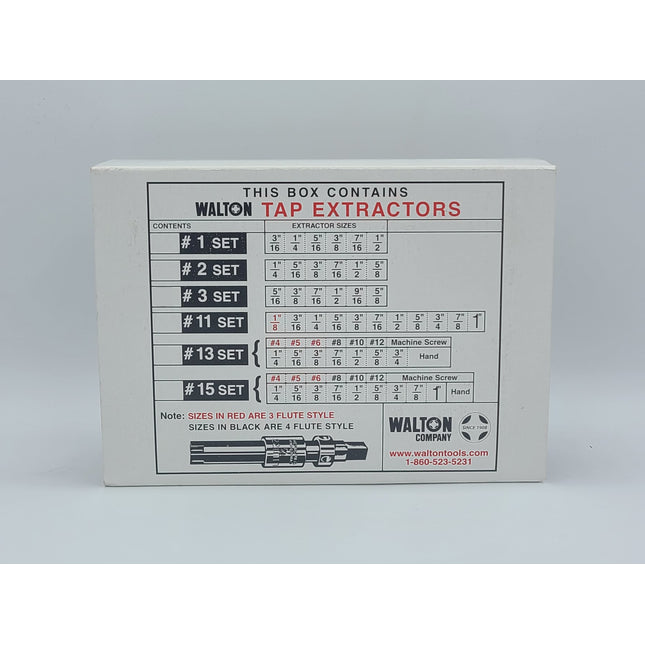 THIS BOX CONTAINS
WALTON TAP EXTRACTORS
CONTENTS EXTRACTOR SIZES
# 1 SET 3/16" 1/4" 5/16" 3/8" 7/16" 1/2"
# 2 SET 1/4" 5/16" 3/8" 7/16" 1/2" 5/8"
# 3 SET 5/16" 3/8" 7/16" 1/2" 9/16" 5/8"
# 11 SET 1/8" 3/16" 1/4" 5/16" 3/8" 7/16" 1/2" 5/8" 3/4" 7/8" 1"
#4 #5 #6 #8 #10 #12 Machine Screw
# 13 SET { 1/4" 5/16" 3/8" 7/16" 1/2" 5/8" 3/4" Hand
#4 #5 #6 #8 #10 #12 Machine Screw
# 15 SET { 1/4" 5/16" 3/8" 7/16" 1/2" 5/8" 3/4" 7/8" 1" Hand
Note: SIZES IN RED ARE 3 FLUTE STYLE
SIZES IN BLACK ARE 4 FLUTE STYLE
WALTON
COMPANY
SINCE 1908
www.waltontools.com
1-860-523-5231